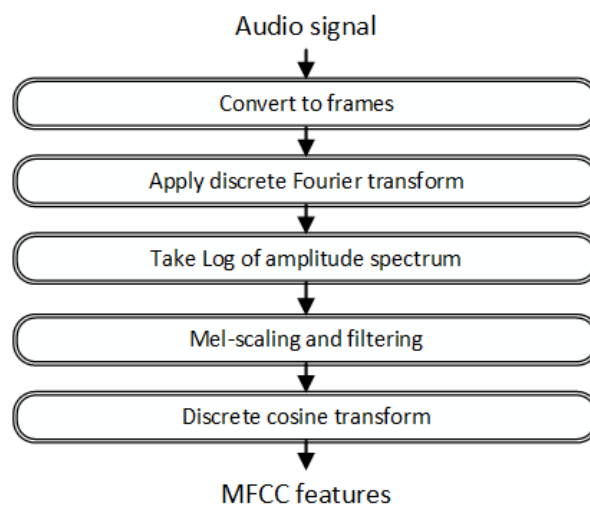 Audio signal
Convert to frames
Apply discrete Fourier transform
Take Log of amplitude spectrum
Mel-scaling and filtering
Discrete cosine transform
MFCC features